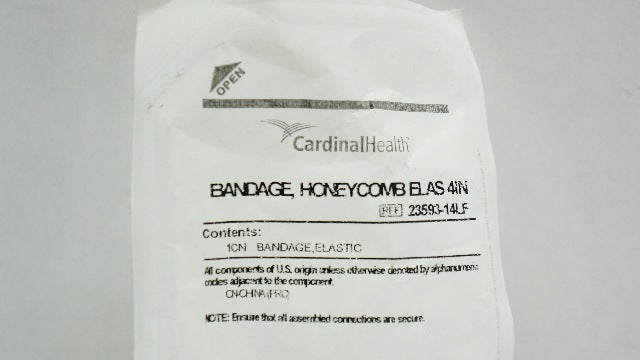 OPEN
CardinalHealth™
BANDAGE, HONEYCOMB ELAS 4IN
REF 23593-14LF
Contents:
1CN BANDAGE,ELASTIC
All components of U.S. origin unless otherwise denoted by alphanumeric
codes adjacent to the component.
CN-CHINA (PRC)
NOTE: Ensure that all assembled connections are secure.